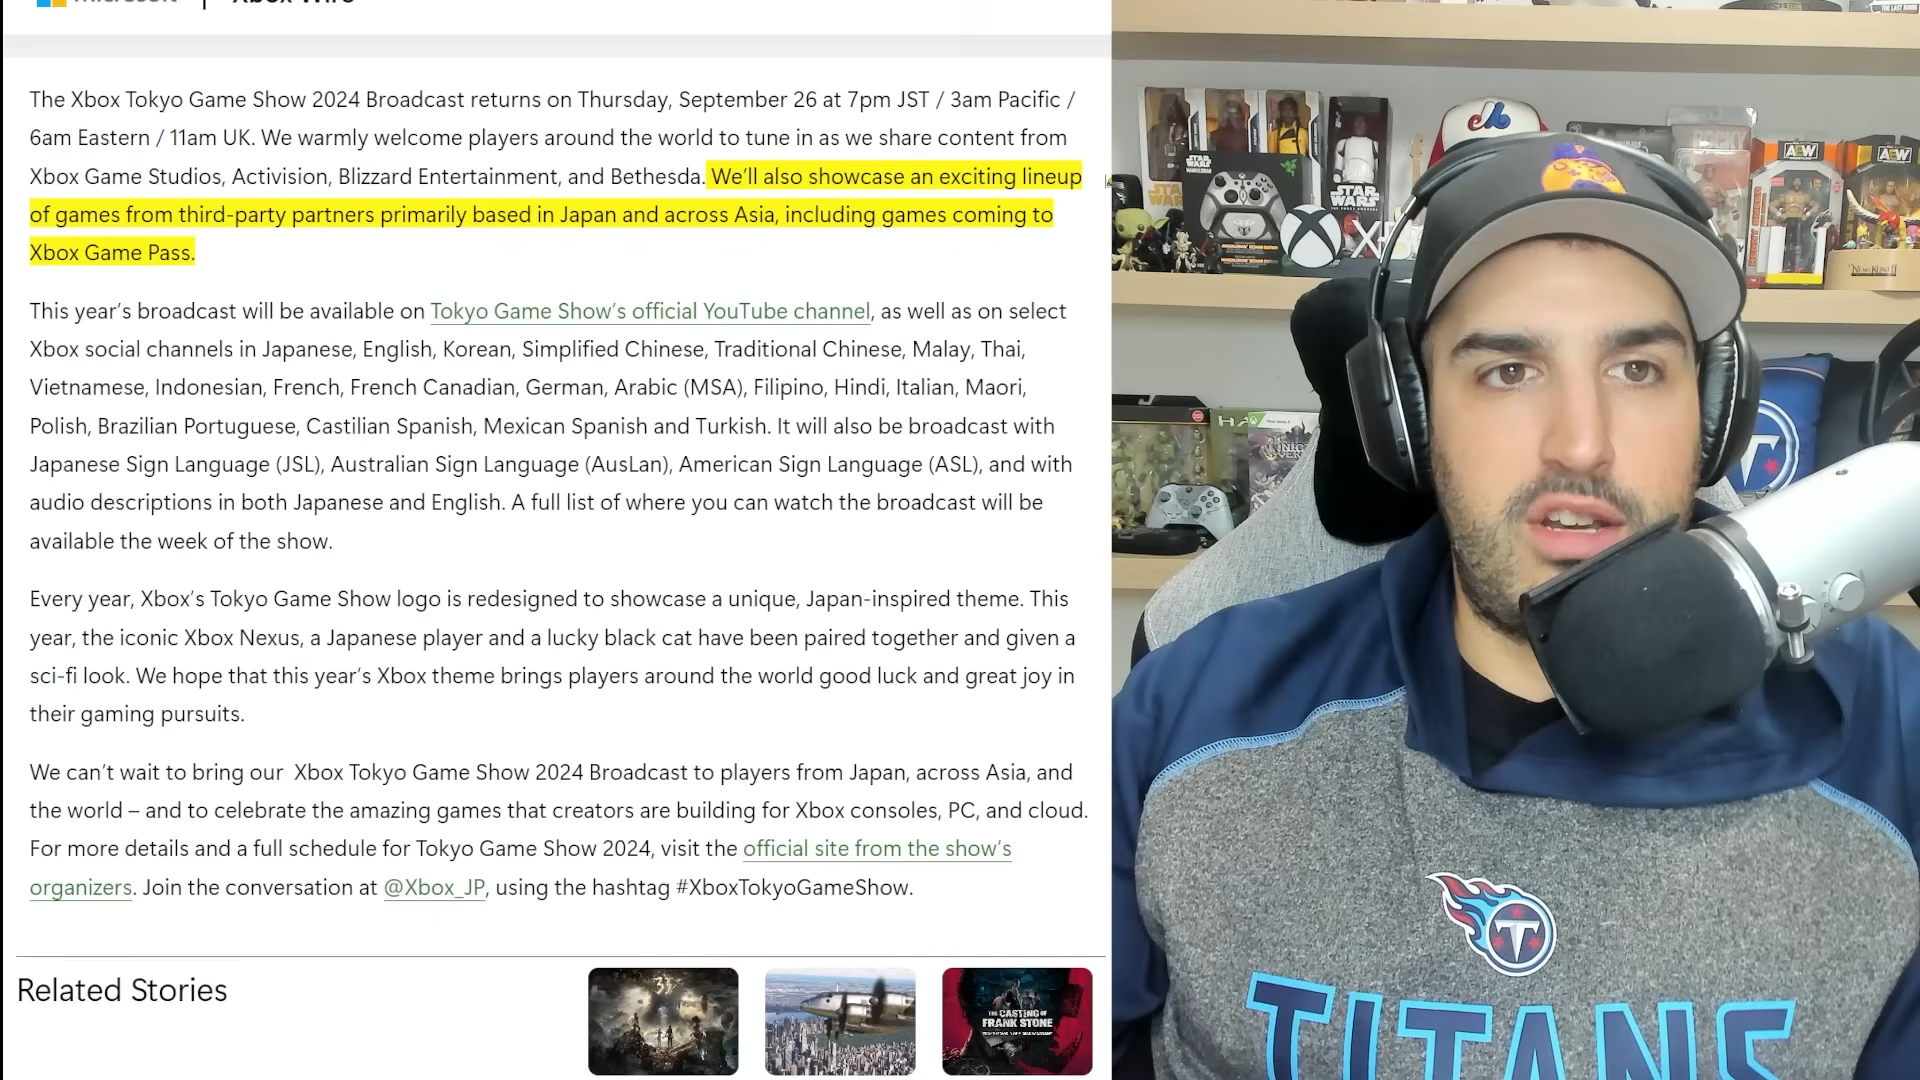 Microsoft | Xbox Wire
The Xbox Tokyo Game Show 2024 Broadcast returns on Thursday, September 26 at 7pm JST / 3am Pacific /
6am Eastern / 11am UK. We warmly welcome players around the world to tune in as we share content from
Xbox Game Studios, Activision, Blizzard Entertainment, and Bethesda. We’ll also showcase an exciting lineup
of games from third-party partners primarily based in Japan and across Asia, including games coming to
Xbox Game Pass.
This year’s broadcast will be available on Tokyo Game Show’s official YouTube channel, as well as on select
Xbox social channels in Japanese, English, Korean, Simplified Chinese, Traditional Chinese, Malay, Thai,
Vietnamese, Indonesian, French, French Canadian, German, Arabic (MSA), Filipino, Hindi, Italian, Maori,
Polish, Brazilian Portuguese, Castilian Spanish, Mexican Spanish and Turkish. It will also be broadcast with
Japanese Sign Language (JSL), Australian Sign Language (AusLan), American Sign Language (ASL), and with
audio descriptions in both Japanese and English. A full list of where you can watch the broadcast will be
available the week of the show.
Every year, Xbox’s Tokyo Game Show logo is redesigned to showcase a unique, Japan-inspired theme. This
year, the iconic Xbox Nexus, a Japanese player and a lucky black cat have been paired together and given a
sci-fi look. We hope that this year’s Xbox theme brings players around the world good luck and great joy in
their gaming pursuits.
We can’t wait to bring our  Xbox Tokyo Game Show 2024 Broadcast to players from Japan, across Asia, and
the world – and to celebrate the amazing games that creators are building for Xbox consoles, PC, and cloud.
For more details and a full schedule for Tokyo Game Show 2024, visit the official site from the show’s
organizers. Join the conversation at @Xbox_JP, using the hashtag #XboxTokyoGameShow.
Related Stories
THE CASTING OF
FRANK STONE
STAR
WARS
STAR
WARS
AEW
AEW
TITANS